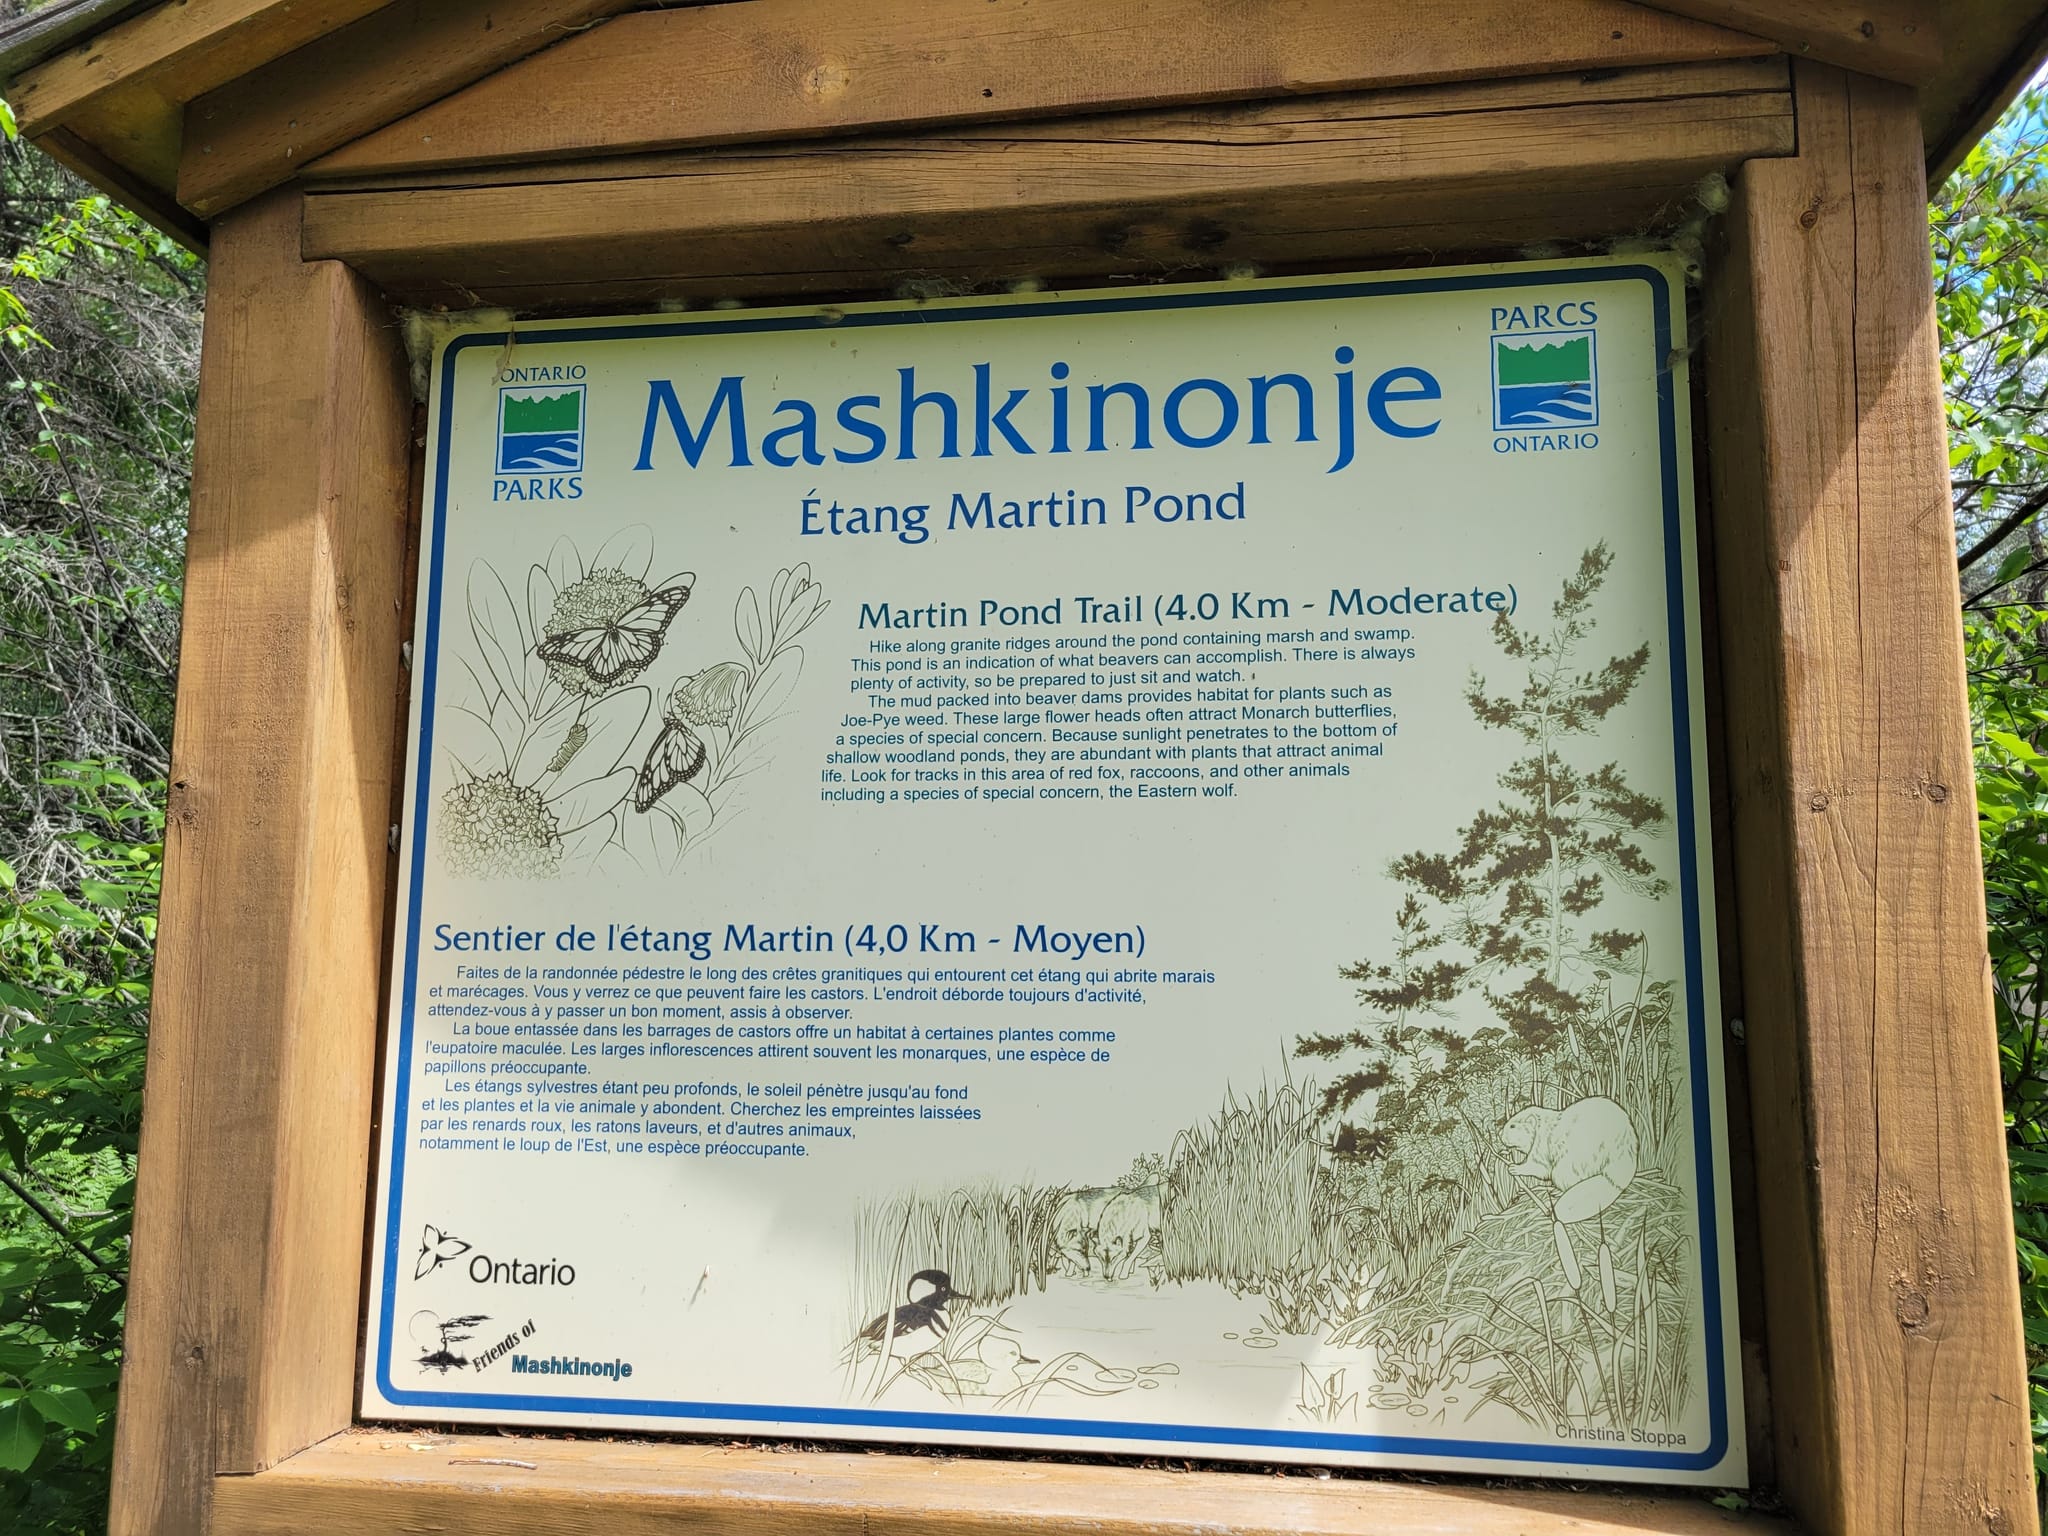 ONTARIO
PARKS
Mashkinonje
PARCS
ONTARIO
Étang Martin Pond
Martin Pond Trail (4.0 Km - Moderate)
Hike along granite ridges around the pond containing marsh and swamp.
This pond is an indication of what beavers can accomplish. There is always
plenty of activity, so be prepared to just sit and watch.
The mud packed into beaver dams provides habitat for plants such as
Joe-Pye weed. These large flower heads often attract Monarch butterflies,
a species of special concern. Because sunlight penetrates to the bottom of
shallow woodland ponds, they are abundant with plants that attract animal
life. Look for tracks in this area of red fox, raccoons, and other animals
including a species of special concern, the Eastern wolf.
Sentier de l'étang Martin (4,0 Km - Moyen)
Faites de la randonnée pédestre le long des crêtes granitiques qui entourent cet étang qui abrite marais
et marécages. Vous y verrez ce que peuvent faire les castors. L'endroit déborde toujours d'activité,
attendez-vous à y passer un bon moment, assis à observer.
La boue entassée dans les barrages de castors offre un habitat à certaines plantes comme
l'eupatoire maculée. Les larges inflorescences attirent souvent les monarques, une espèce de
papillons préoccupante.
Les étangs sylvestres étant peu profonds, le soleil pénètre jusqu'au fond
et les plantes et la vie animale y abondent. Cherchez les empreintes laissées
par les renards roux, les ratons laveurs, et d'autres animaux,
notamment le loup de l'Est, une espèce préoccupante.
Ontario
Friends of
Mashkinonje
Christina Stoppa